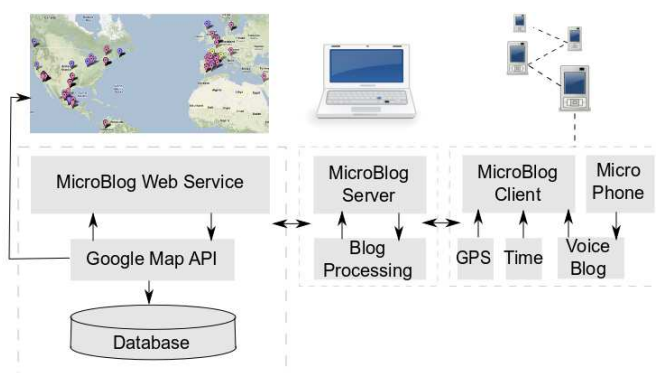 MicroBlog Web Service
Google Map API
Database
MicroBlog
Server
Blog
Processing
MicroBlog
Client
Micro
Phone
GPS
Time
Voice
Blog